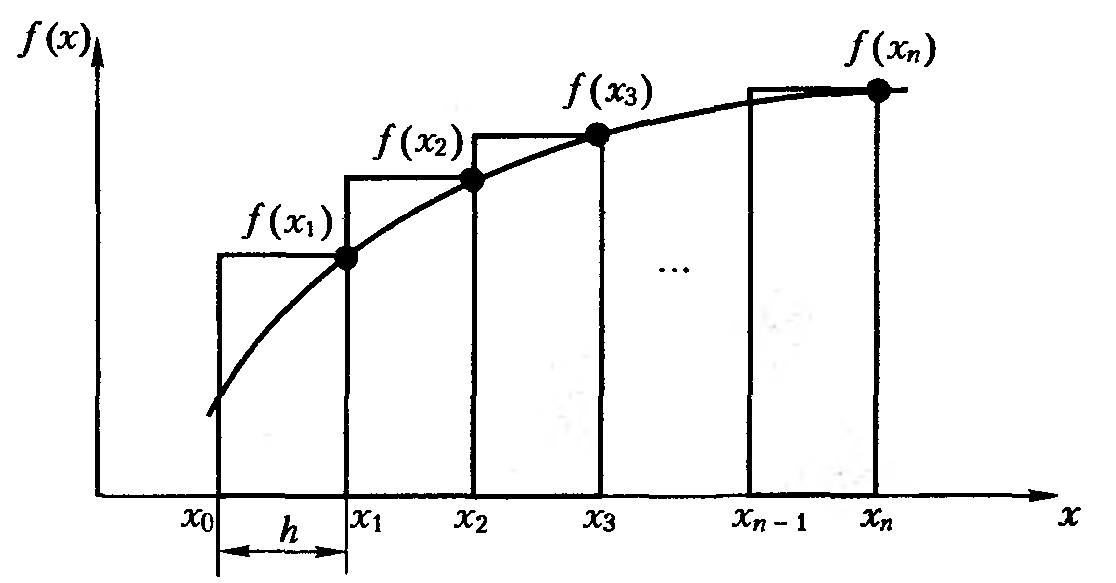 f(x)
f(xₙ)
f(x₃)
f(x₂)
f(x₁)
...
x₀ x₁ x₂ x₃ xₙ₋₁ xₙ x
h